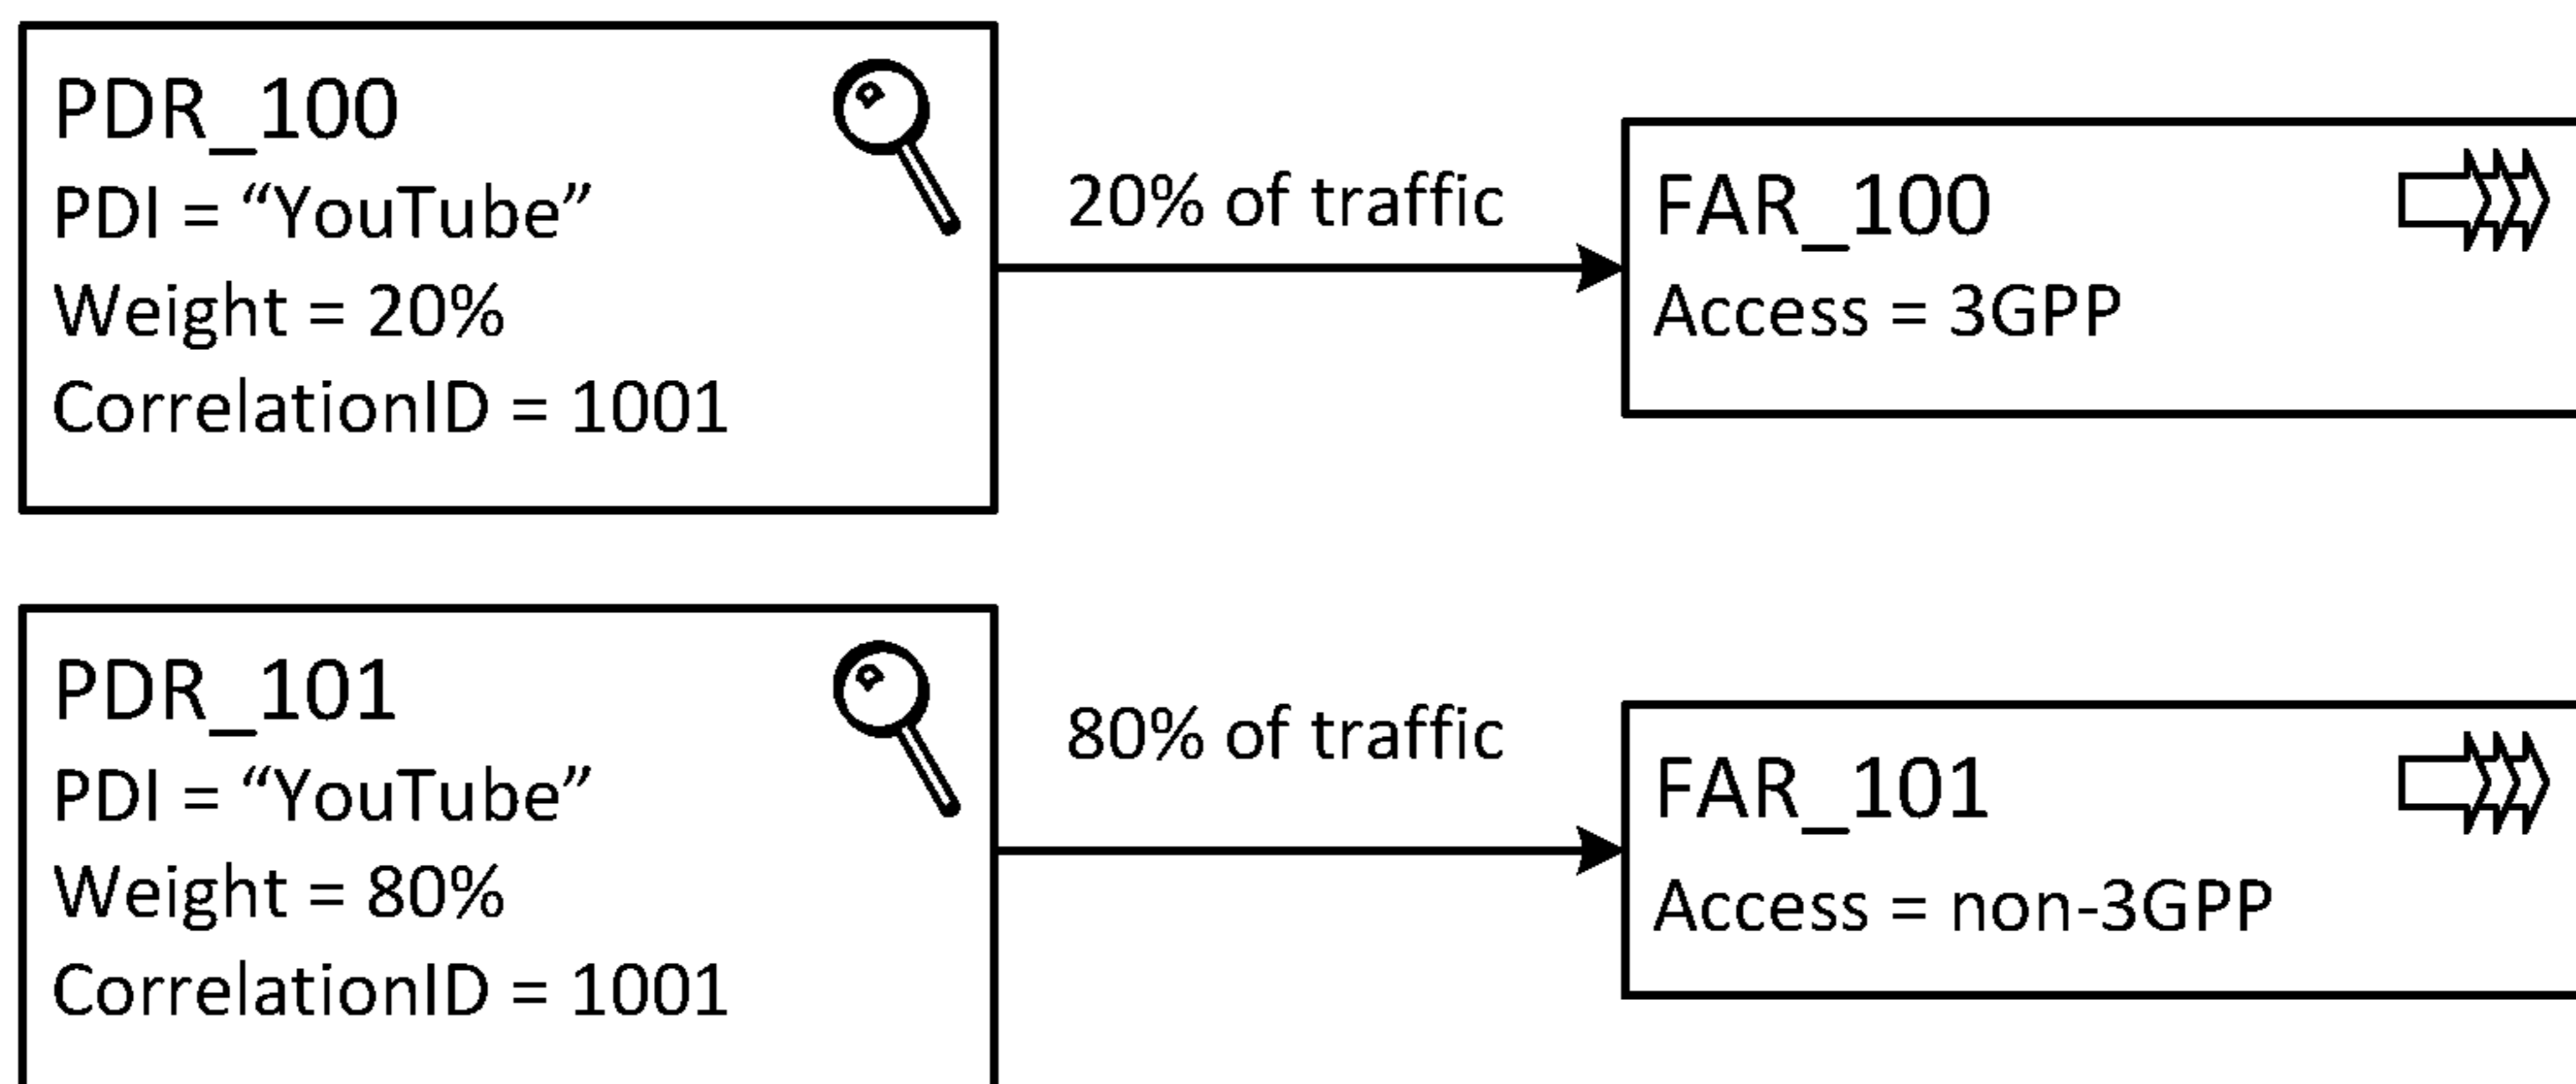 PDR_100
PDI = “YouTube”
Weight = 20%
CorrelationID = 1001
20% of traffic
FAR_100
Access = 3GPP
PDR_101
PDI = “YouTube”
Weight = 80%
CorrelationID = 1001
80% of traffic
FAR_101
Access = non-3GPP